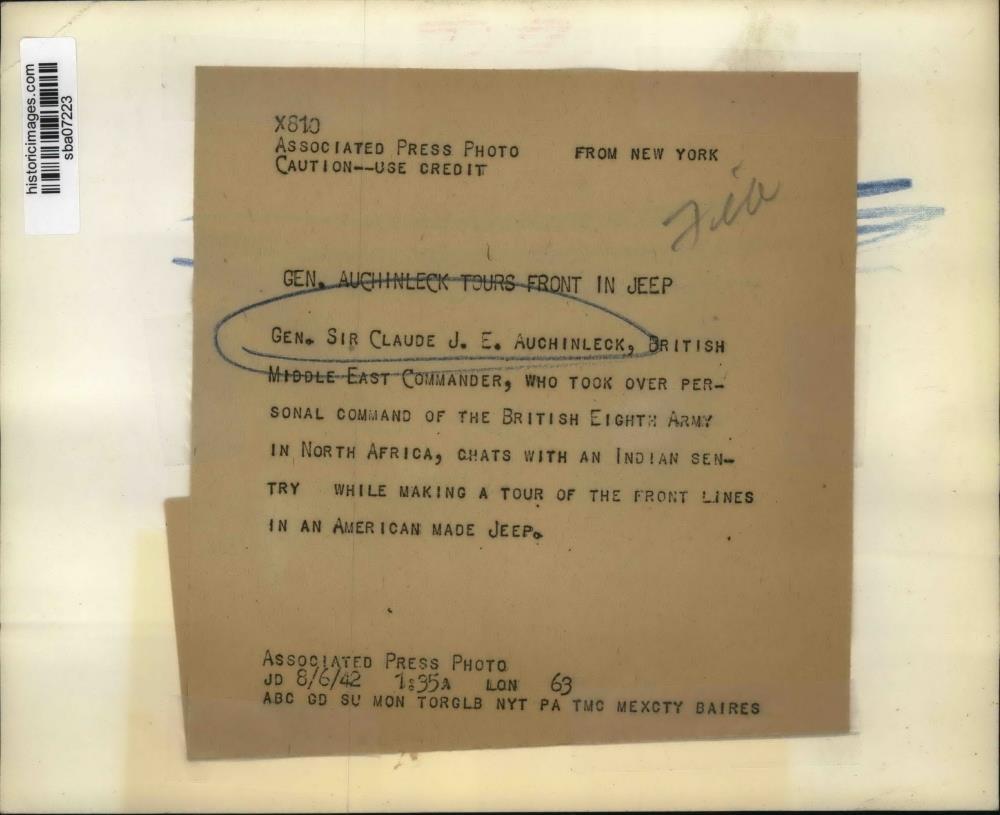 historicimages.com
sba07223
X810
ASSOCIATED PRESS PHOTO FROM NEW YORK
CAUTION--USE CREDIT
GEN. AUCHINLECK TOURS FRONT IN JEEP
GEN. SIR CLAUDE J. E. AUCHINLECK, BRITISH
MIDDLE EAST COMMANDER, WHO TOOK OVER PER-
SONAL COMMAND OF THE BRITISH EIGHTH ARMY
IN NORTH AFRICA, CHATS WITH AN INDIAN SEN-
TRY WHILE MAKING A TOUR OF THE FRONT LINES
IN AN AMERICAN MADE JEEP.
ASSOCIATED PRESS PHOTO
JD 8/6/42 1:35A LON 63
ABC GD SU MON TORGLB NYT PA TMC MEXCTY BAIRES